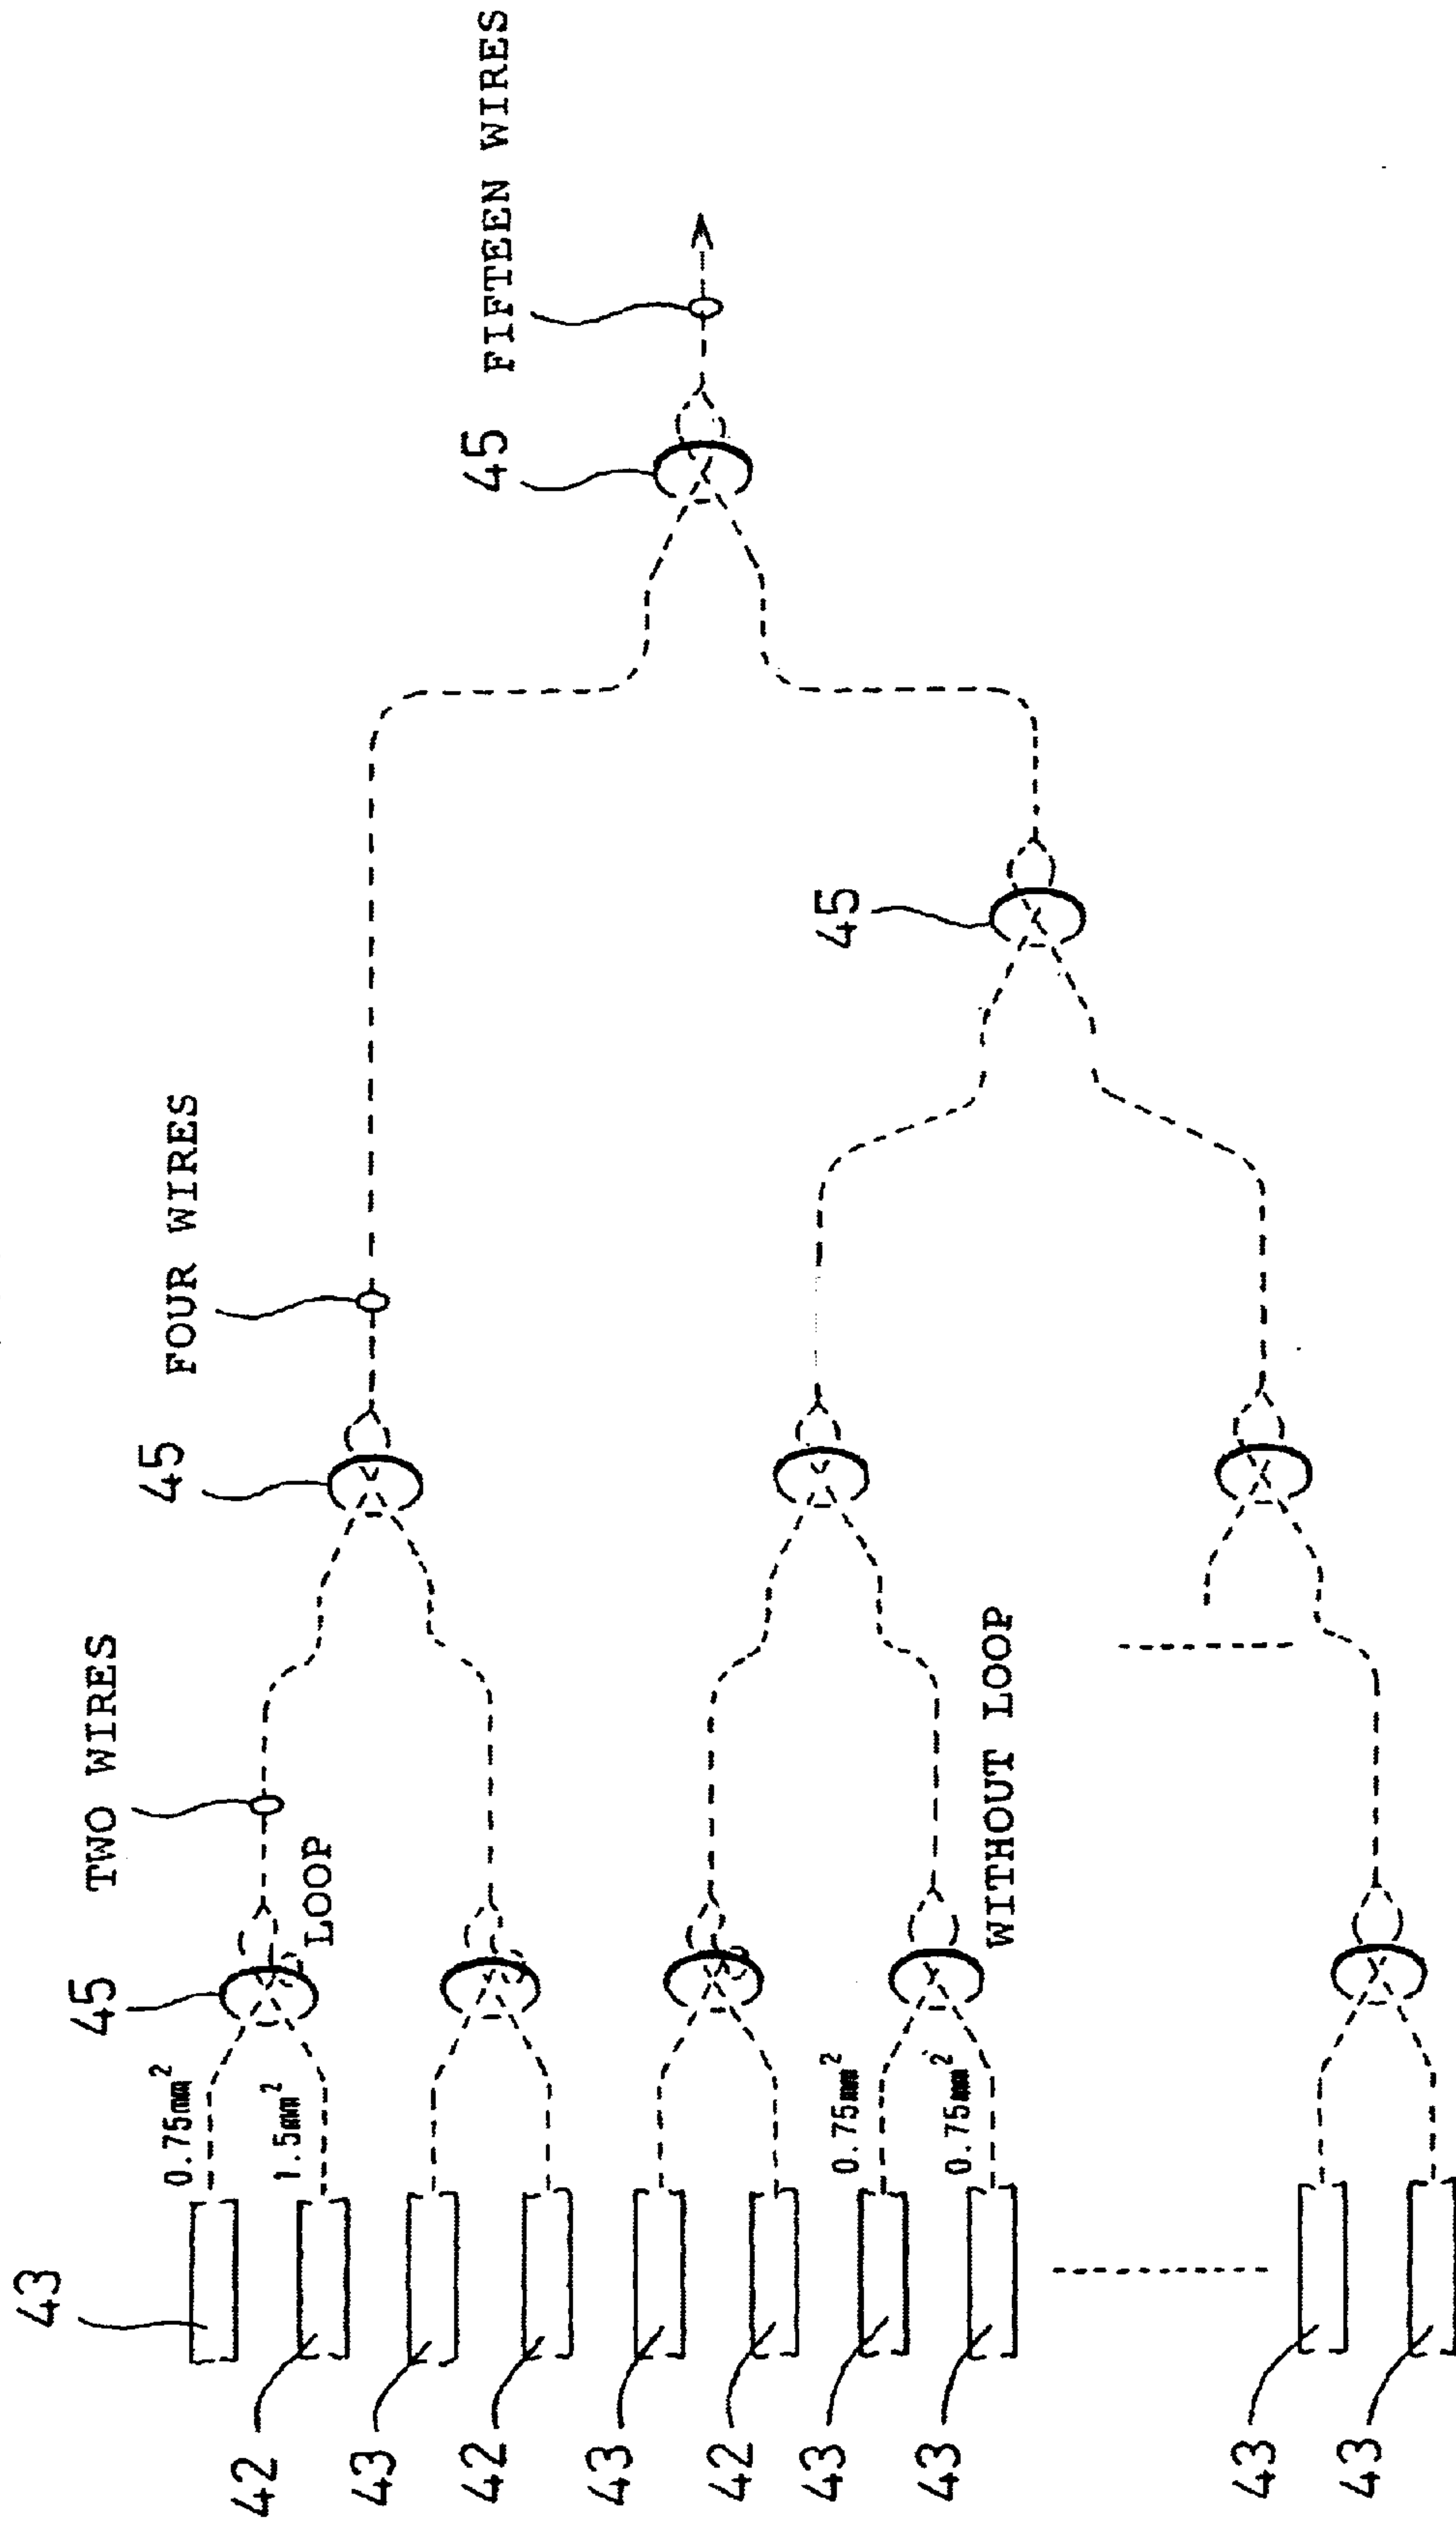 43
42
43
42
43
42
43
43
43
43
0.75mm²
1.5mm²
0.75mm²
0.75mm²
45
LOOP
TWO WIRES
WITHOUT LOOP
45
FOUR WIRES
45
45
FIFTEEN WIRES